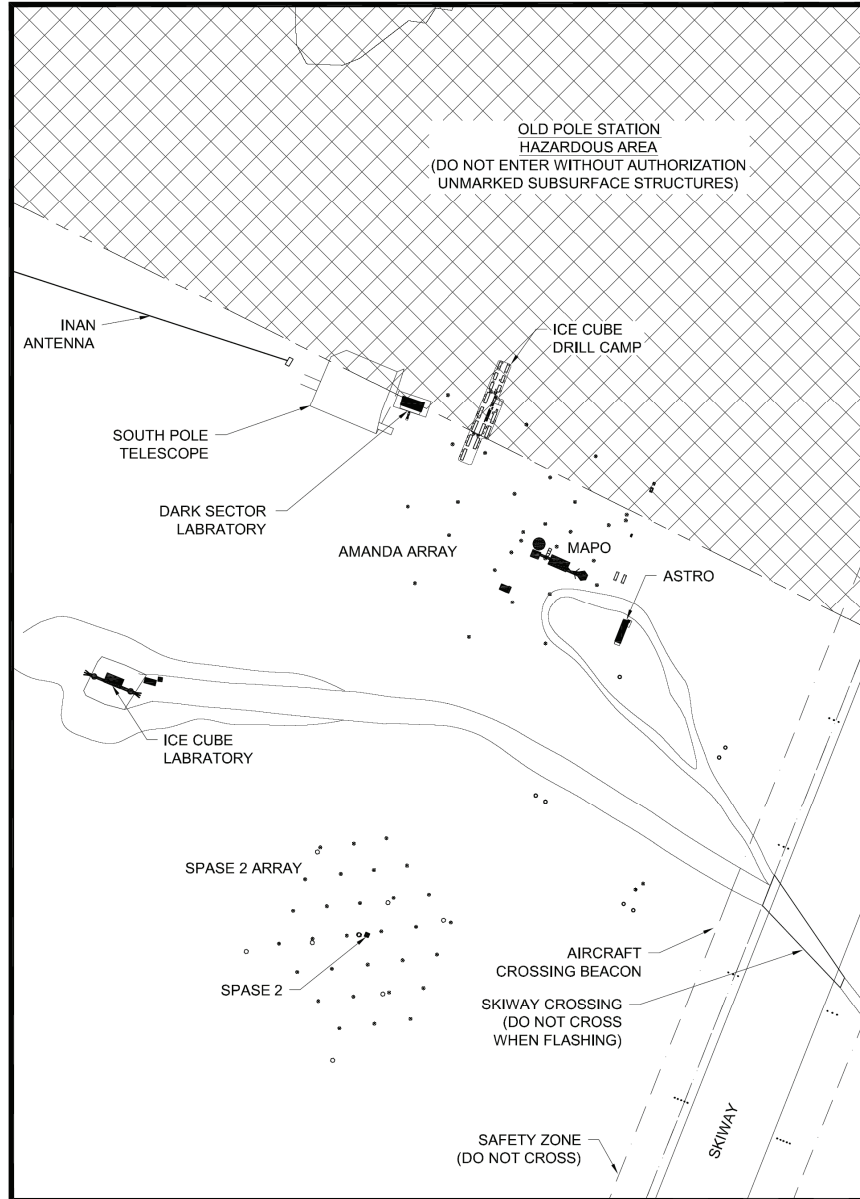 OLD POLE STATION
HAZARDOUS AREA
(DO NOT ENTER WITHOUT AUTHORIZATION
UNMARKED SUBSURFACE STRUCTURES)
INAN
ANTENNA
ICE CUBE
DRILL CAMP
SOUTH POLE
TELESCOPE
DARK SECTOR
LABRATORY
AMANDA ARRAY
MAPO
ASTRO
ICE CUBE
LABRATORY
SPASE 2 ARRAY
SPASE 2
AIRCRAFT
CROSSING BEACON
SKIWAY CROSSING
(DO NOT CROSS
WHEN FLASHING)
SAFETY ZONE
(DO NOT CROSS)
SKIWAY